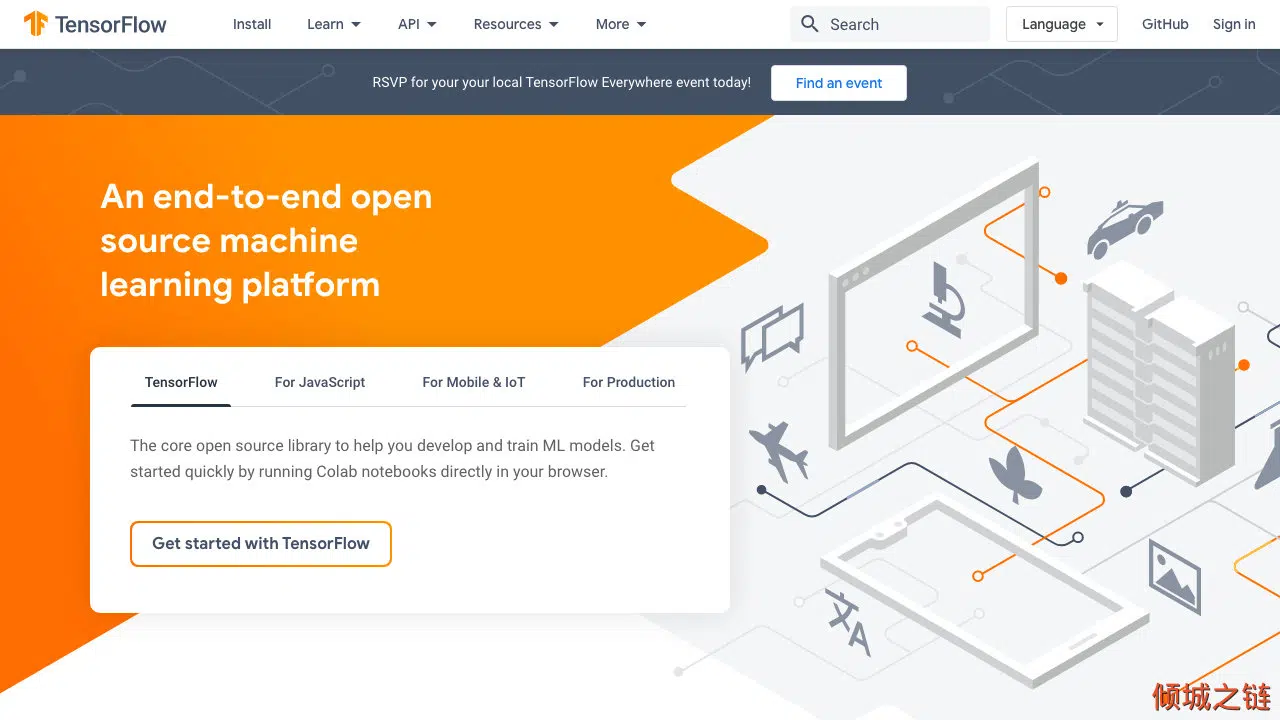 TensorFlow Install Learn API Resources More Search Language GitHub Sign in
RSVP for your your local TensorFlow Everywhere event today! Find an event
An end-to-end open
source machine
learning platform
TensorFlow For JavaScript For Mobile & IoT For Production
The core open source library to help you develop and train ML models. Get
started quickly by running Colab notebooks directly in your browser.
Get started with TensorFlow
文A
倾城之链